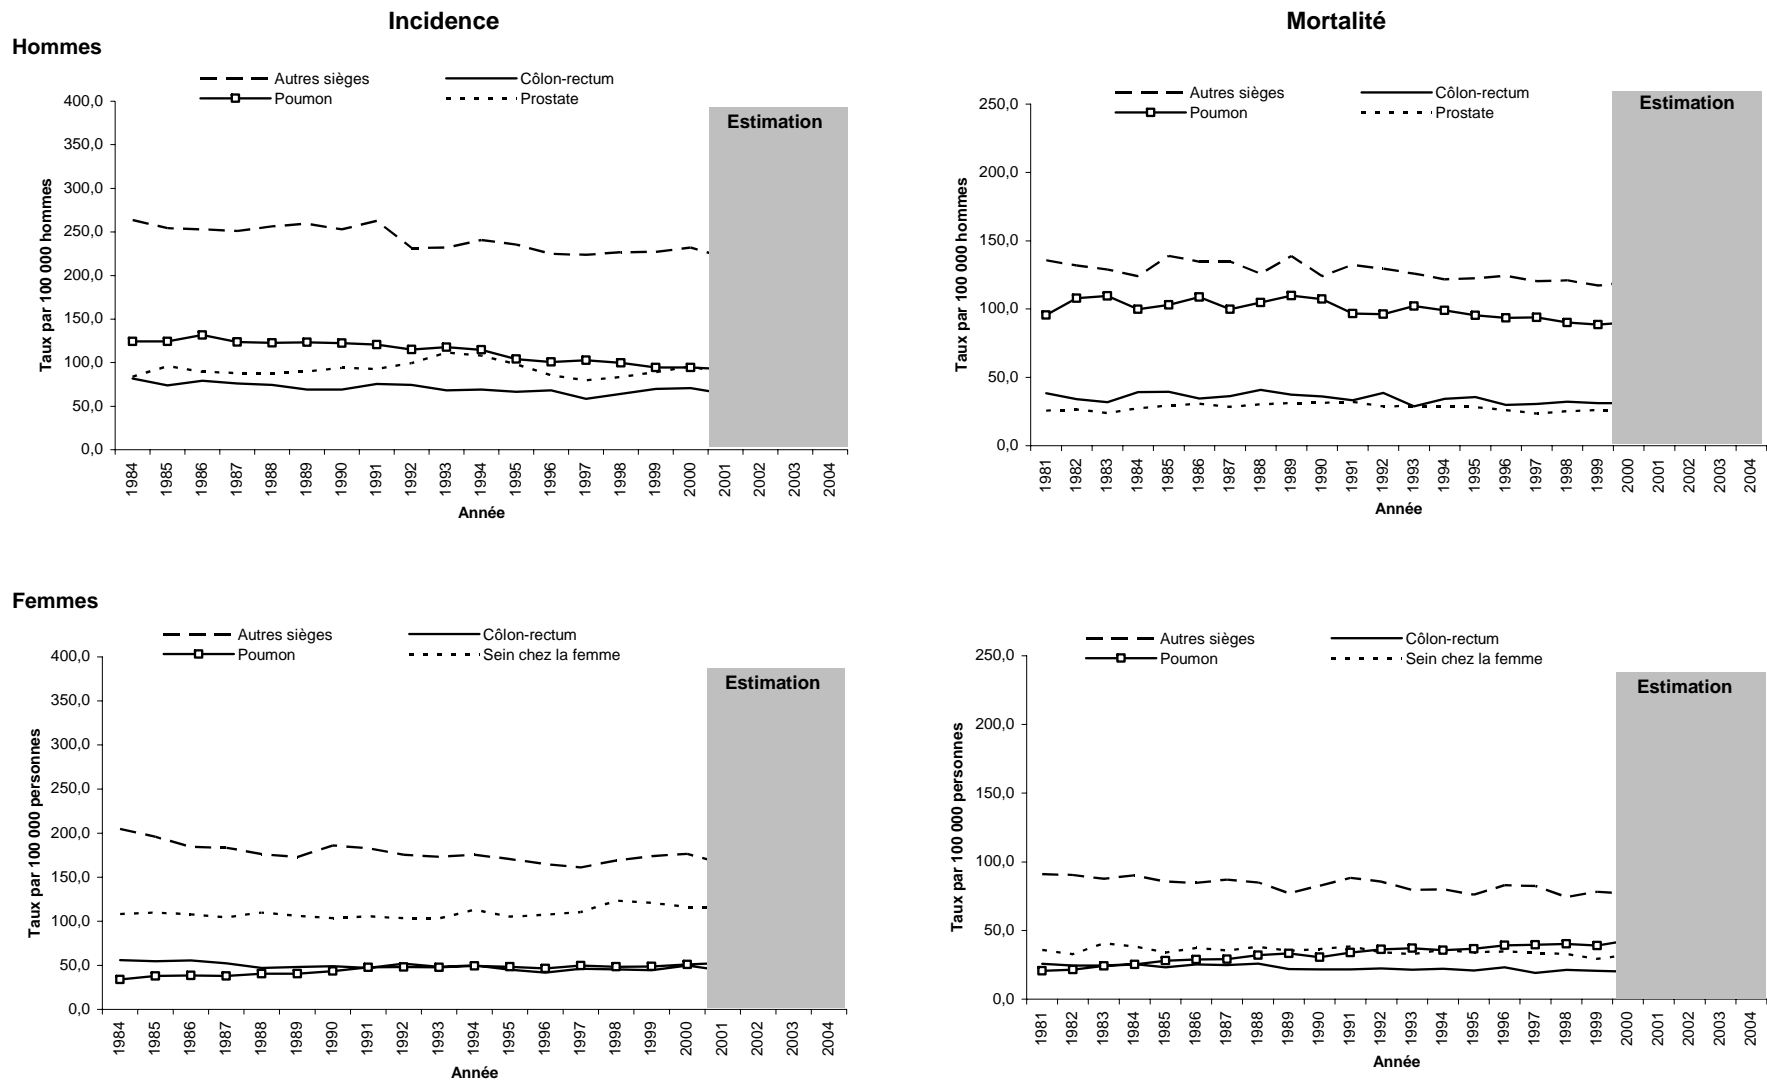 Incidence
Mortalité
Hommes
Autres sièges
Côlon-rectum
Poumon
Prostate
400,0
350,0
300,0
250,0
200,0
150,0
100,0
50,0
0,0
Taux par 100 000 hommes
Estimation
1984 1985 1986 1987 1988 1989 1990 1991 1992 1993 1994 1995 1996 1997 1998 1999 2000 2001 2002 2003 2004
Année
Autres sièges
Côlon-rectum
Poumon
Prostate
250,0
200,0
150,0
100,0
50,0
0,0
Taux par 100 000 hommes
Estimation
1981 1982 1983 1984 1985 1986 1987 1988 1989 1990 1991 1992 1993 1994 1995 1996 1997 1998 1999 2000 2001 2002 2003 2004
Année
Femmes
Autres sièges
Côlon-rectum
Poumon
Sein chez la femme
400,0
350,0
300,0
250,0
200,0
150,0
100,0
50,0
0,0
Taux par 100 000 personnes
Estimation
1984 1985 1986 1987 1988 1989 1990 1991 1992 1993 1994 1995 1996 1997 1998 1999 2000 2001 2002 2003 2004
Année
Autres sièges
Côlon-rectum
Poumon
Sein chez la femme
250,0
200,0
150,0
100,0
50,0
0,0
Taux par 100 000 personnes
Estimation
1981 1982 1983 1984 1985 1986 1987 1988 1989 1990 1991 1992 1993 1994 1995 1996 1997 1998 1999 2000 2001 2002 2003 2004
Année